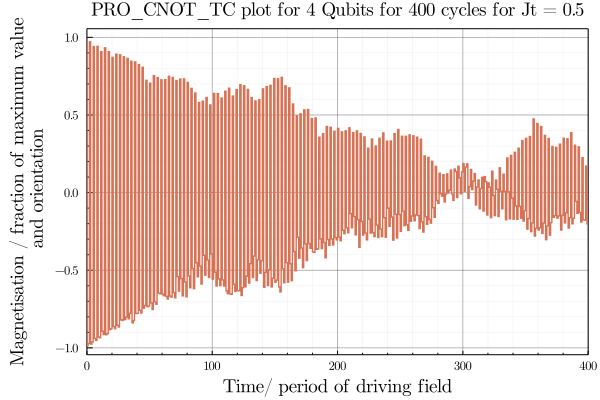 PRO_CNOT_TC plot for 4 Qubits for 400 cycles for Jt = 0.5
Magnetisation / fraction of maximum value
and orientation
1.0
0.5
0.0
−0.5
−1.0
0
100
200
300
400
Time/ period of driving field